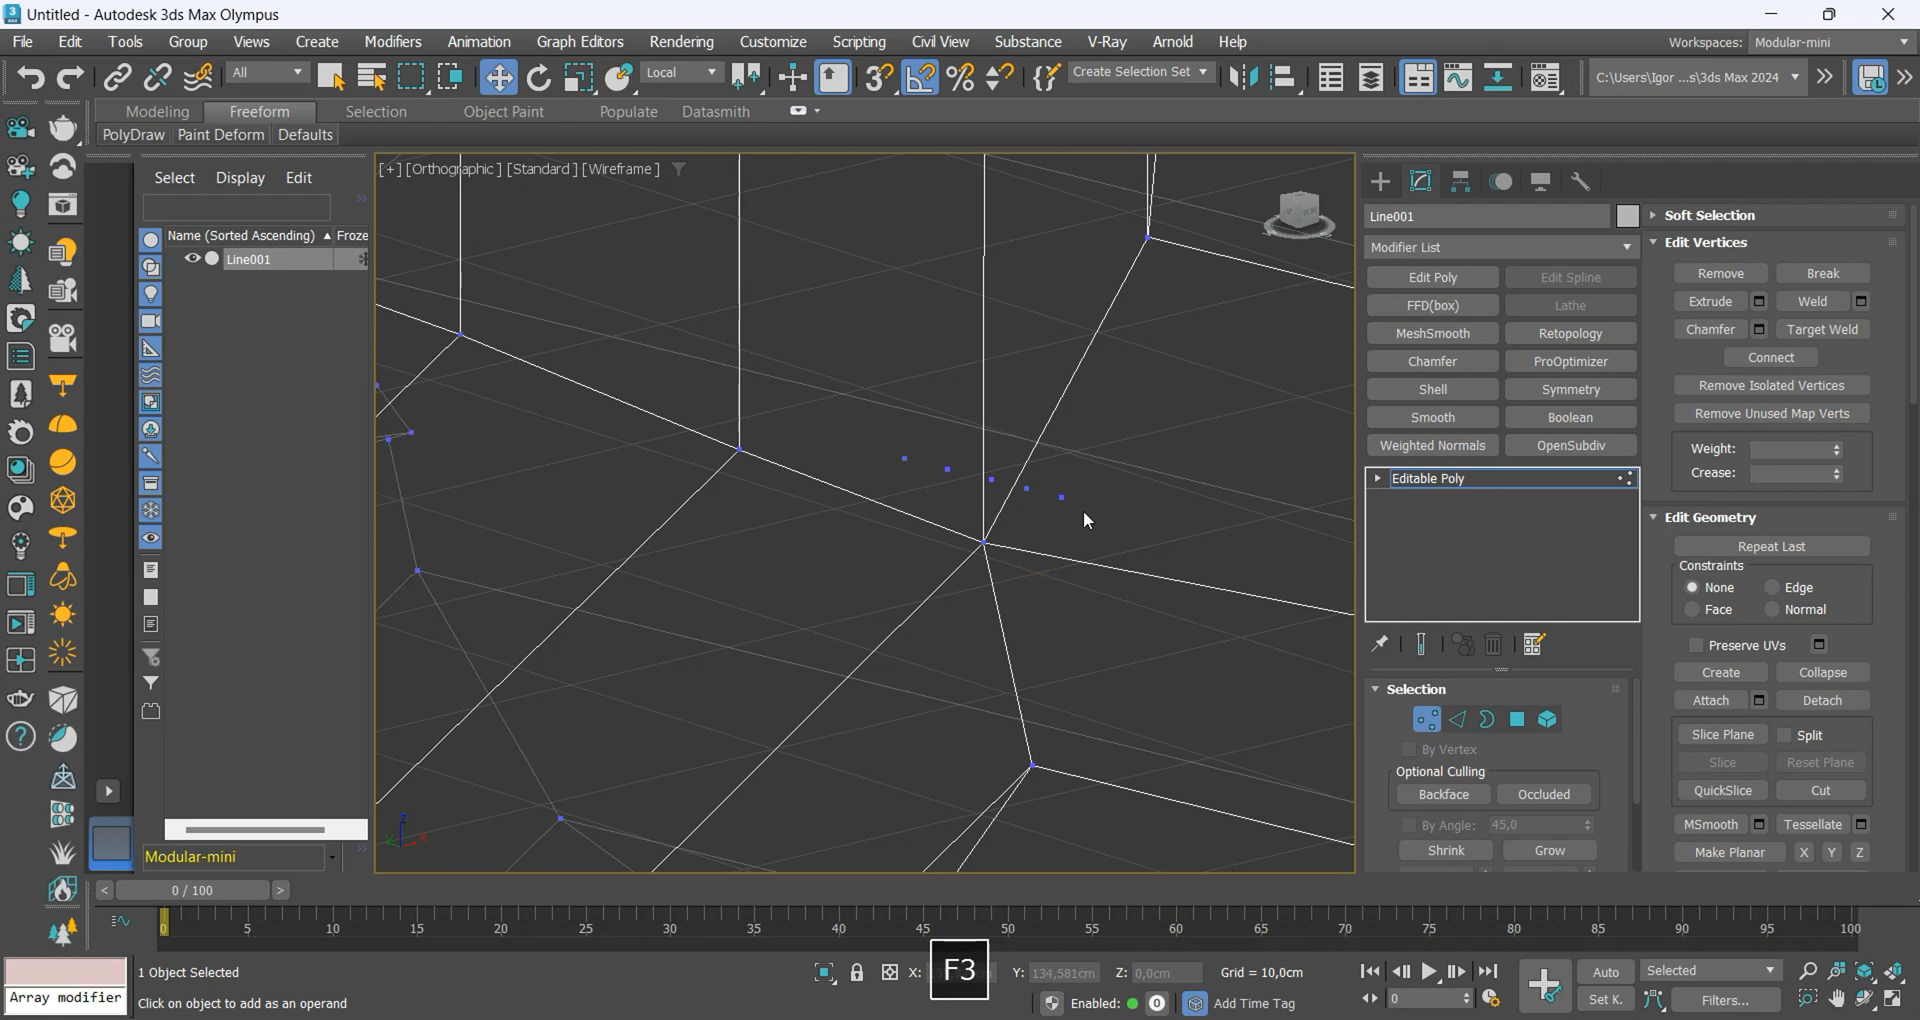 Untitled - Autodesk 3ds Max Olympus
File Edit Tools Group Views Create Modifiers Animation Graph Editors Rendering Customize Scripting Civil View Substance V-Ray Arnold Help Workspaces: Modular-mini
All Local Create Selection Set C:\Users\Igor ...s\3ds Max 2024
Modeling Freeform Selection Object Paint Populate Datasmith
PolyDraw Paint Deform Defaults
Select Display Edit
Name (Sorted Ascending) Froze
Line001
Modular-mini
[+] [Orthographic ] [Standard ] [Wireframe ]
Line001
Modifier List
Edit Poly Edit Spline
FFD(box) Lathe
MeshSmooth Retopology
Chamfer ProOptimizer
Shell Symmetry
Smooth Boolean
Weighted Normals OpenSubdiv
Editable Poly
Selection
By Vertex
Optional Culling
Backface Occluded
By Angle: 45,0
Shrink Grow
Soft Selection
Edit Vertices
Remove Break
Extrude Weld
Chamfer Target Weld
Connect
Remove Isolated Vertices
Remove Unused Map Verts
Weight:
Crease:
Edit Geometry
Repeat Last
Constraints
None Edge
Face Normal
Preserve UVs
Create Collapse
Attach Detach
Slice Plane Split
Slice Reset Plane
QuickSlice Cut
MSmooth Tessellate
Make Planar X Y Z
< 0 / 100 >
0 5 10 15 20 25 30 35 40 45 50 55 60 65 70 75 80 85 90 95 100
F3
Array modifier
1 Object Selected
Click on object to add as an operand
X: Y: 134,581cm Z: 0,0cm Grid = 10,0cm
Enabled: 0 Add Time Tag
0
Auto Selected
Set K. Filters...